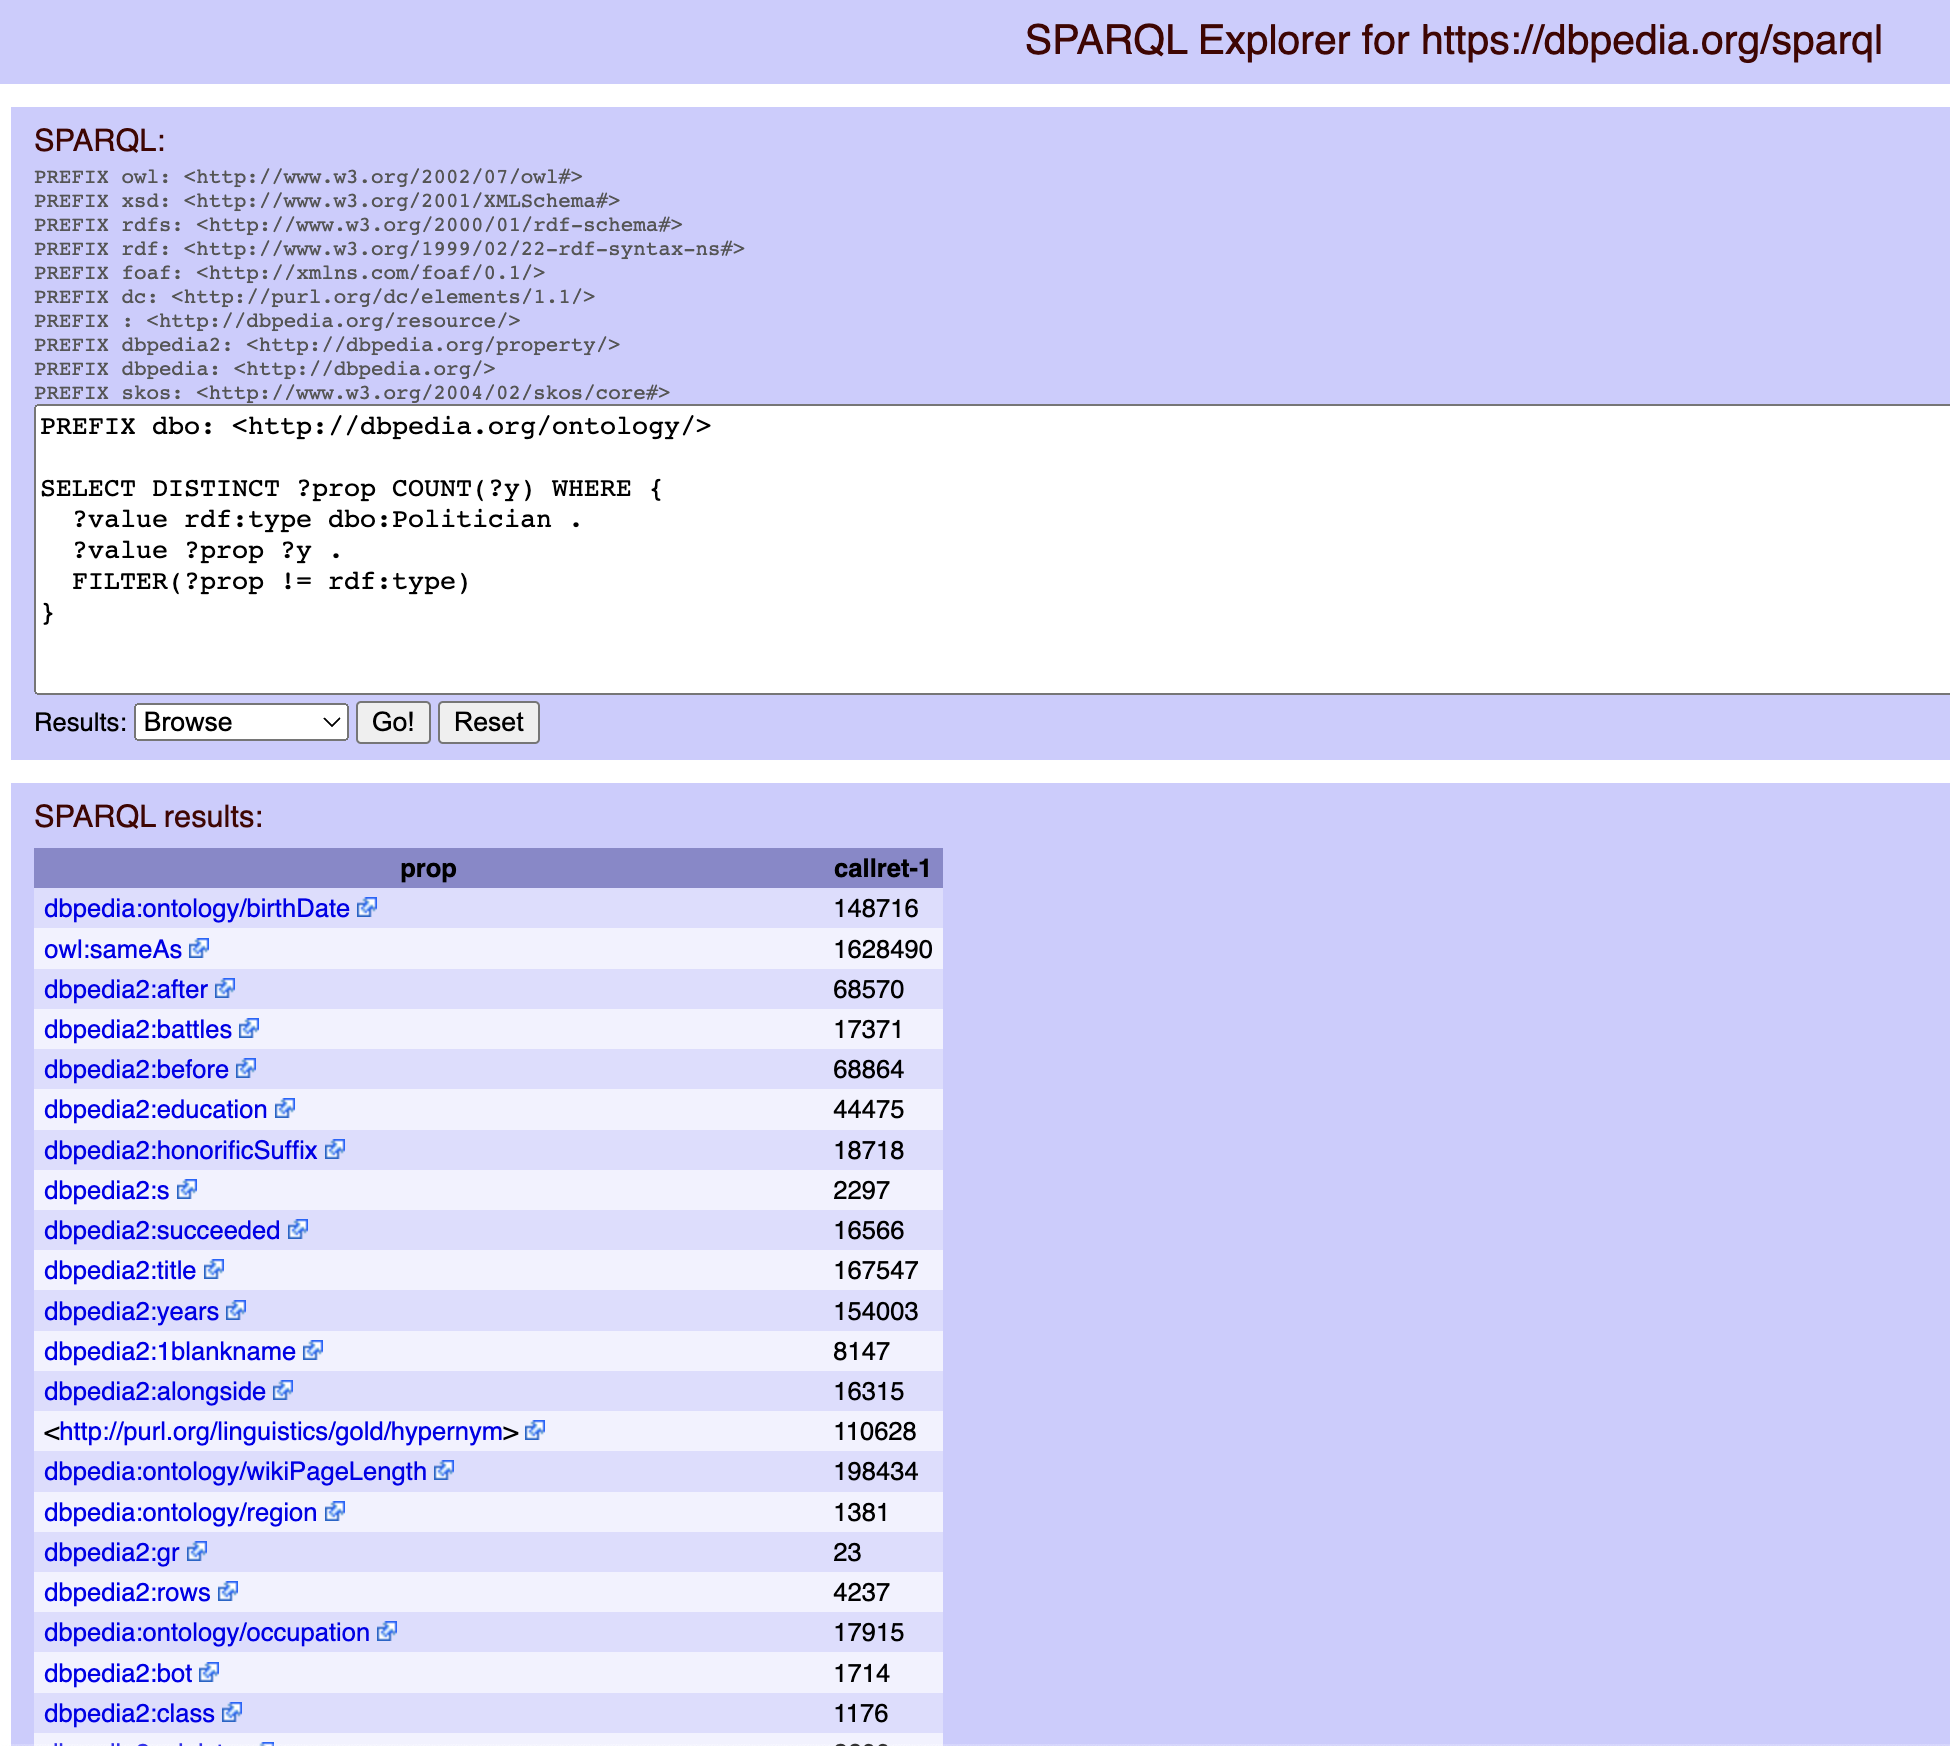 SPARQL Explorer for https://dbpedia.org/sparql
SPARQL:
PREFIX owl: <http://www.w3.org/2002/07/owl#>
PREFIX xsd: <http://www.w3.org/2001/XMLSchema#>
PREFIX rdfs: <http://www.w3.org/2000/01/rdf-schema#>
PREFIX rdf: <http://www.w3.org/1999/02/22-rdf-syntax-ns#>
PREFIX foaf: <http://xmlns.com/foaf/0.1/>
PREFIX dc: <http://purl.org/dc/elements/1.1/>
PREFIX : <http://dbpedia.org/resource/>
PREFIX dbpedia2: <http://dbpedia.org/property/>
PREFIX dbpedia: <http://dbpedia.org/>
PREFIX skos: <http://www.w3.org/2004/02/skos/core#>
PREFIX dbo: <http://dbpedia.org/ontology/>
SELECT DISTINCT ?prop COUNT(?y) WHERE {
?value rdf:type dbo:Politician .
?value ?prop ?y .
FILTER(?prop != rdf:type)
}
Results: Browse Go! Reset
SPARQL results:
prop callret-1
dbpedia:ontology/birthDate 148716
owl:sameAs 1628490
dbpedia2:after 68570
dbpedia2:battles 17371
dbpedia2:before 68864
dbpedia2:education 44475
dbpedia2:honorificSuffix 18718
dbpedia2:s 2297
dbpedia2:succeeded 16566
dbpedia2:title 167547
dbpedia2:years 154003
dbpedia2:1blankname 8147
dbpedia2:alongside 16315
<http://purl.org/linguistics/gold/hypernym> 110628
dbpedia:ontology/wikiPageLength 198434
dbpedia:ontology/region 1381
dbpedia2:gr 23
dbpedia2:rows 4237
dbpedia:ontology/occupation 17915
dbpedia2:bot 1714
dbpedia2:class 1176